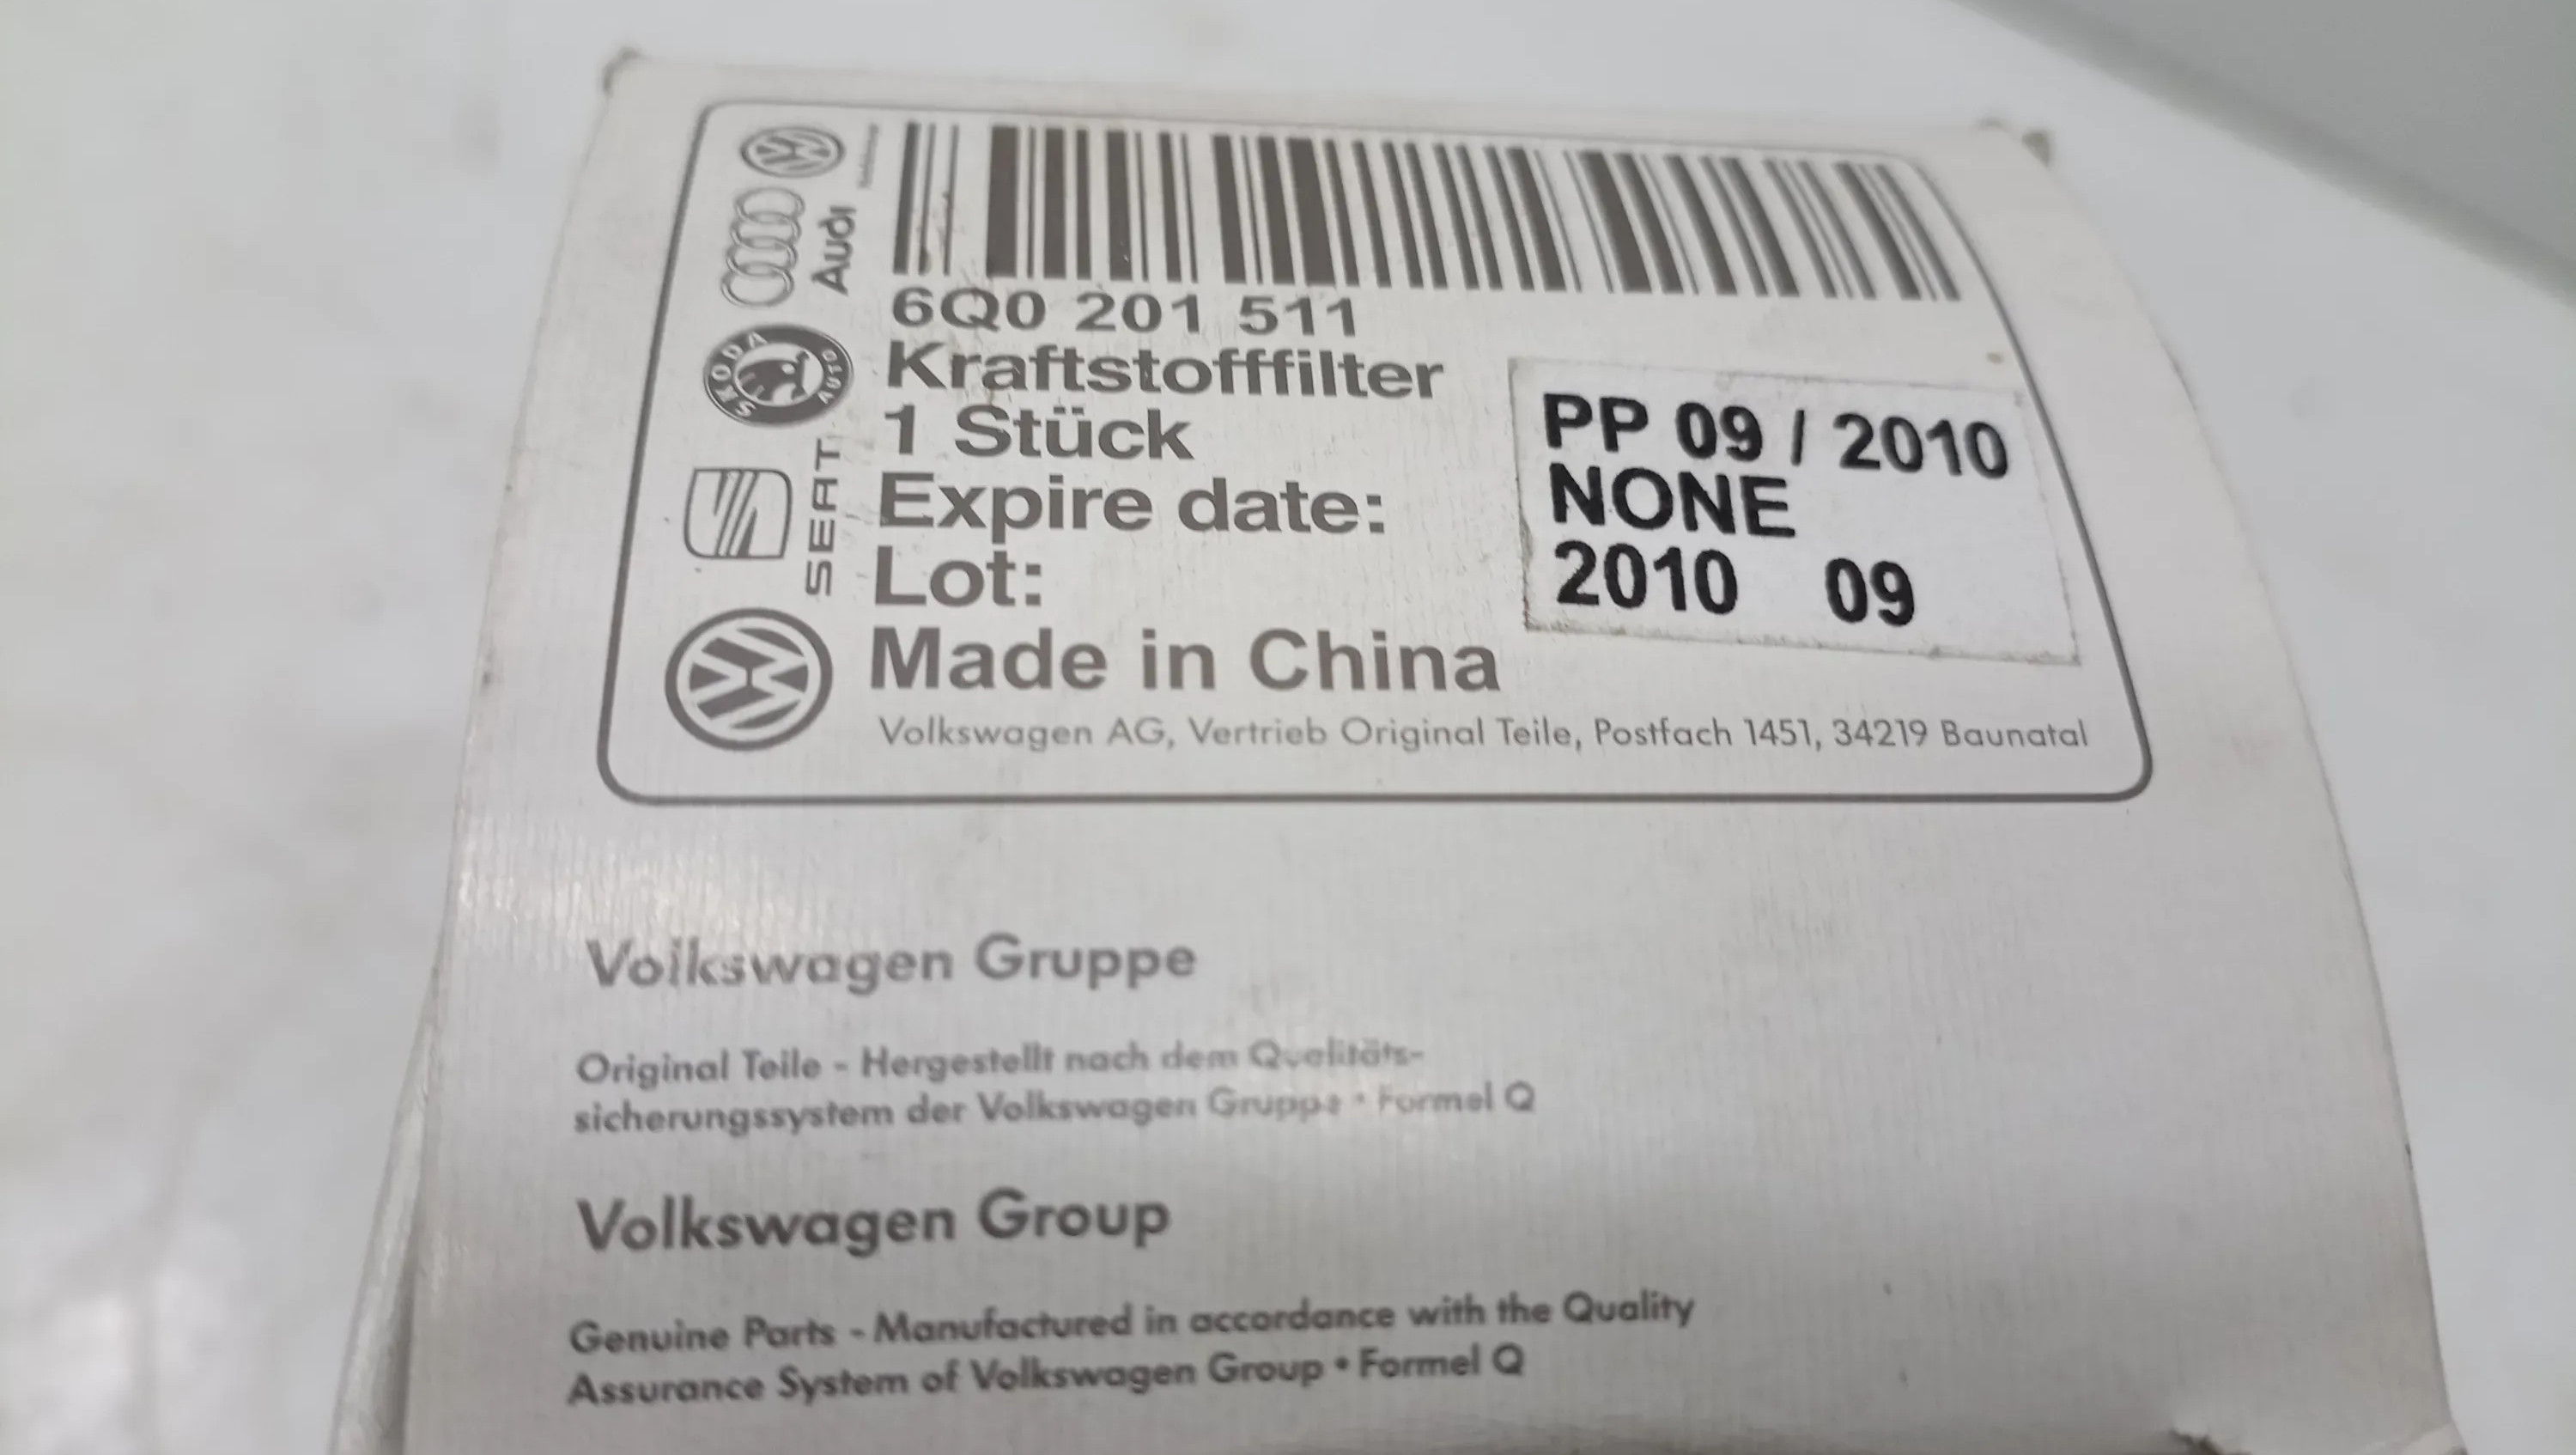 Audi
SKODA
AUTO
SEAT
6Q0 201 511
Kraftstofffilter
1 Stück
Expire date:
Lot:
Made in China
PP 09 / 2010
NONE
2010 09
Volkswagen AG, Vertrieb Original Teile, Postfach 1451, 34219 Baunatal
Volkswagen Gruppe
Original Teile - Hergestellt nach dem Qualitäts-
sicherungssystem der Volkswagen Gruppe • Formel Q
Volkswagen Group
Genuine Parts - Manufactured in accordance with the Quality
Assurance System of Volkswagen Group • Formel Q